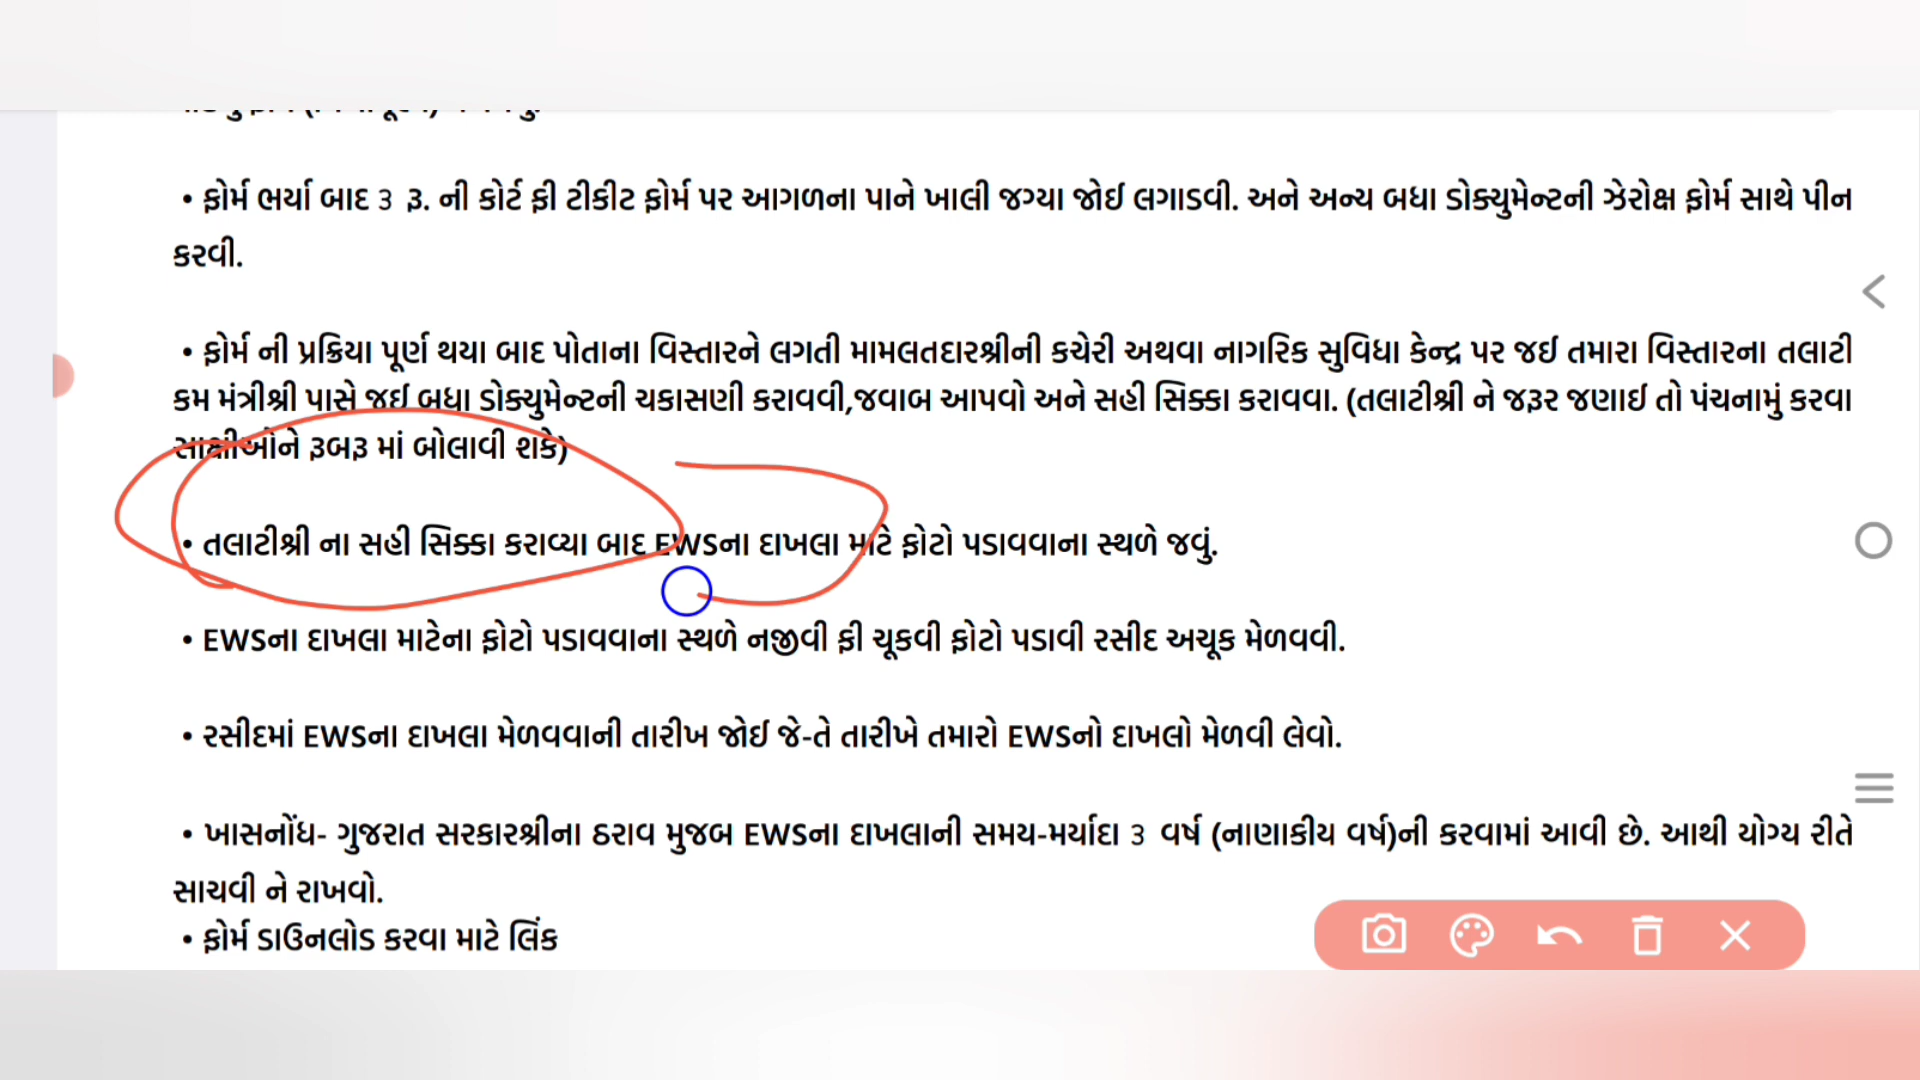 • ફોર્મ ભર્યા બાદ 3 રૂ. ની કોર્ટ ફી ટીકીટ ફોર્મ પર આગળના પાને ખાલી જગ્યા જોઈ લગાડવી. અને અન્ય બધા ડોક્યુમેન્ટની ઝેરોક્ષ ફોર્મ સાથે પીન
કરવી.
• ફોર્મ ની પ્રક્રિયા પૂર્ણ થયા બાદ પોતાના વિસ્તારને લગતી મામલતદારશ્રીની કચેરી અથવા નાગરિક સુવિધા કેન્દ્ર પર જઈ તમારા વિસ્તારના તલાટી
કમ મંત્રીશ્રી પાસે જઈ બધા ડોક્યુમેન્ટની ચકાસણી કરાવવી,જવાબ આપવો અને સહી સિક્કા કરાવવા. (તલાટીશ્રી ને જરૂર જણાઈ તો પંચનામું કરવા
સાક્ષીઓને રૂબરૂ માં બોલાવી શકે)
• તલાટીશ્રી ના સહી સિક્કા કરાવ્યા બાદ EWSના દાખલા માટે ફોટો પડાવવાના સ્થળે જવું.
• EWSના દાખલા માટેના ફોટો પડાવવાના સ્થળે નજીવી ફી ચૂકવી ફોટો પડાવી રસીદ અચૂક મેળવવી.
• રસીદમાં EWSના દાખલા મેળવવાની તારીખ જોઈ જે-તે તારીખે તમારો EWSનો દાખલો મેળવી લેવો.
• ખાસનોંધ- ગુજરાત સરકારશ્રીના ઠરાવ મુજબ EWSના દાખલાની સમય-મર્યાદા 3 વર્ષ (નાણાકીય વર્ષ)ની કરવામાં આવી છે. આથી યોગ્ય રીતે
સાચવી ને રાખવો.
• ફોર્મ ડાઉનલોડ કરવા માટે લિંક